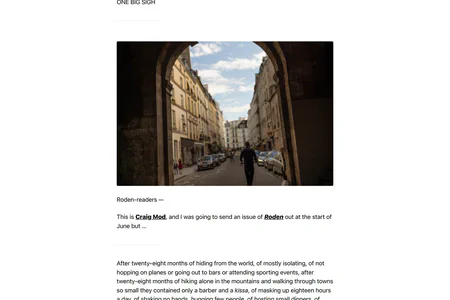 ONE BIG SIGH
Roden-readers —
This is Craig Mod, and I was going to send an issue of Roden out at the start of
June but ...
After twenty-eight months of hiding from the world, of mostly isolating, of not
hopping on planes or going out to bars or attending sporting events, after
twenty-eight months of hiking alone in the mountains and walking through towns
so small they contained only a barber and a kissa, of masking up eighteen hours
a day, of shaking no hands, hugging few people, of hosting small dinners, of